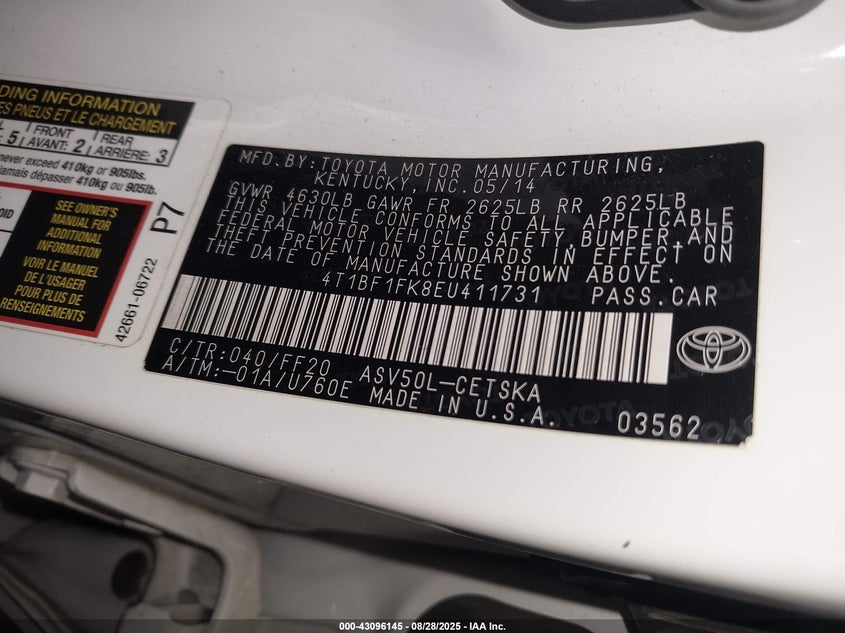 DING INFORMATION
ES PNEUS ET LE CHARGEMENT
5 FRONT AVANT: 2 REAR ARRIÈRE: 3
never exceed 410kg or 905lbs.
jamais dépasser 410kg ou 905lb.
SEE OWNER'S
MANUAL FOR
ADDITIONAL
INFORMATION
VOIR LE MANUEL
DE L'USAGER
POUR PLUS DE
RENSEIGNEMENTS
P7
42661-06722
MFD. BY: TOYOTA MOTOR MANUFACTURING,
KENTUCKY, INC. 05/14
GVWR 4630LB GAWR FR 2625LB RR 2625LB
THIS VEHICLE CONFORMS TO ALL APPLICABLE
FEDERAL MOTOR VEHICLE SAFETY, BUMPER, AND
THEFT PREVENTION STANDARDS IN EFFECT ON
THE DATE OF MANUFACTURE SHOWN ABOVE.
4T1BF1FK8EU411731 PASS.CAR
C/TR: 040/FF20 ASV50L-CETSKA
A/TM: -01A/U760E MADE IN U.S.A.
03562
000-43096145 - 08/28/2025 - IAA Inc.